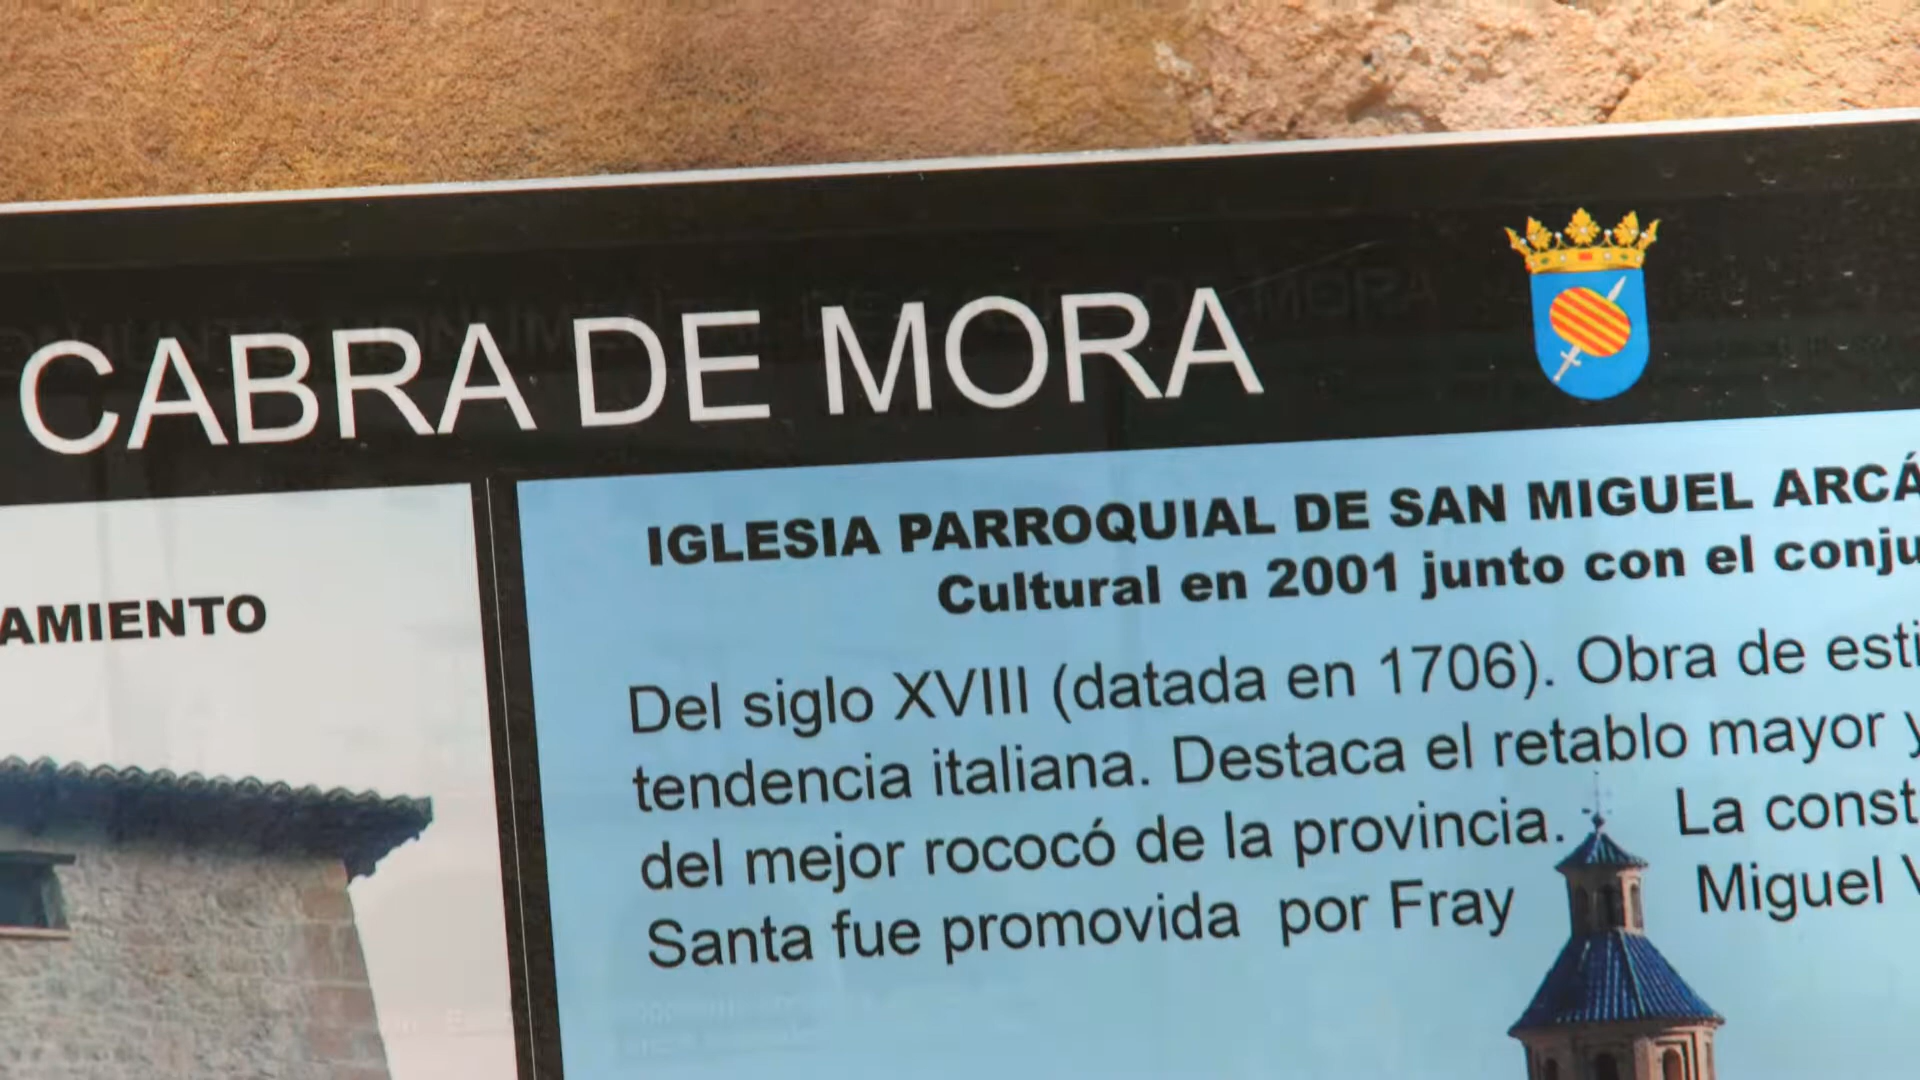 CABRA DE MORA
AMIENTO
IGLESIA PARROQUIAL DE SAN MIGUEL ARCÁ
Cultural en 2001 junto con el conju
Del siglo XVIII (datada en 1706). Obra de esti
tendencia italiana. Destaca el retablo mayor y
del mejor rococó de la provincia. La const
Santa fue promovida por Fray Miguel V